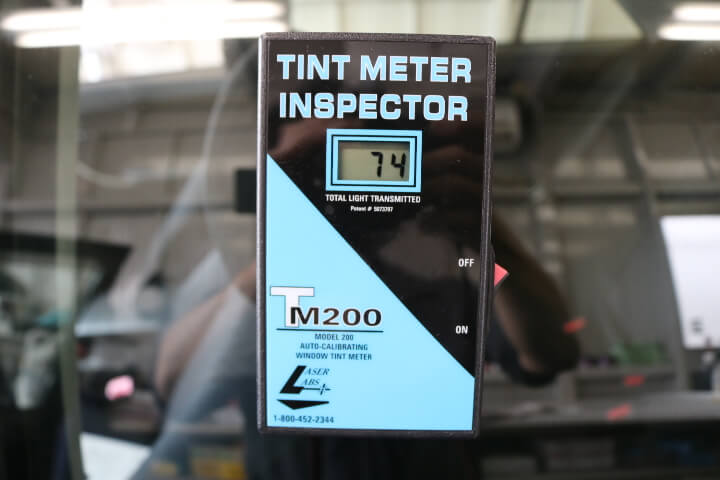 TINT METER
INSPECTOR
74
TOTAL LIGHT TRANSMITTED
Patent # 5073707
OFF
TM200
ON
MODEL 200
AUTO-CALIBRATING
WINDOW TINT METER
LASER
LABS
1-800-452-2344